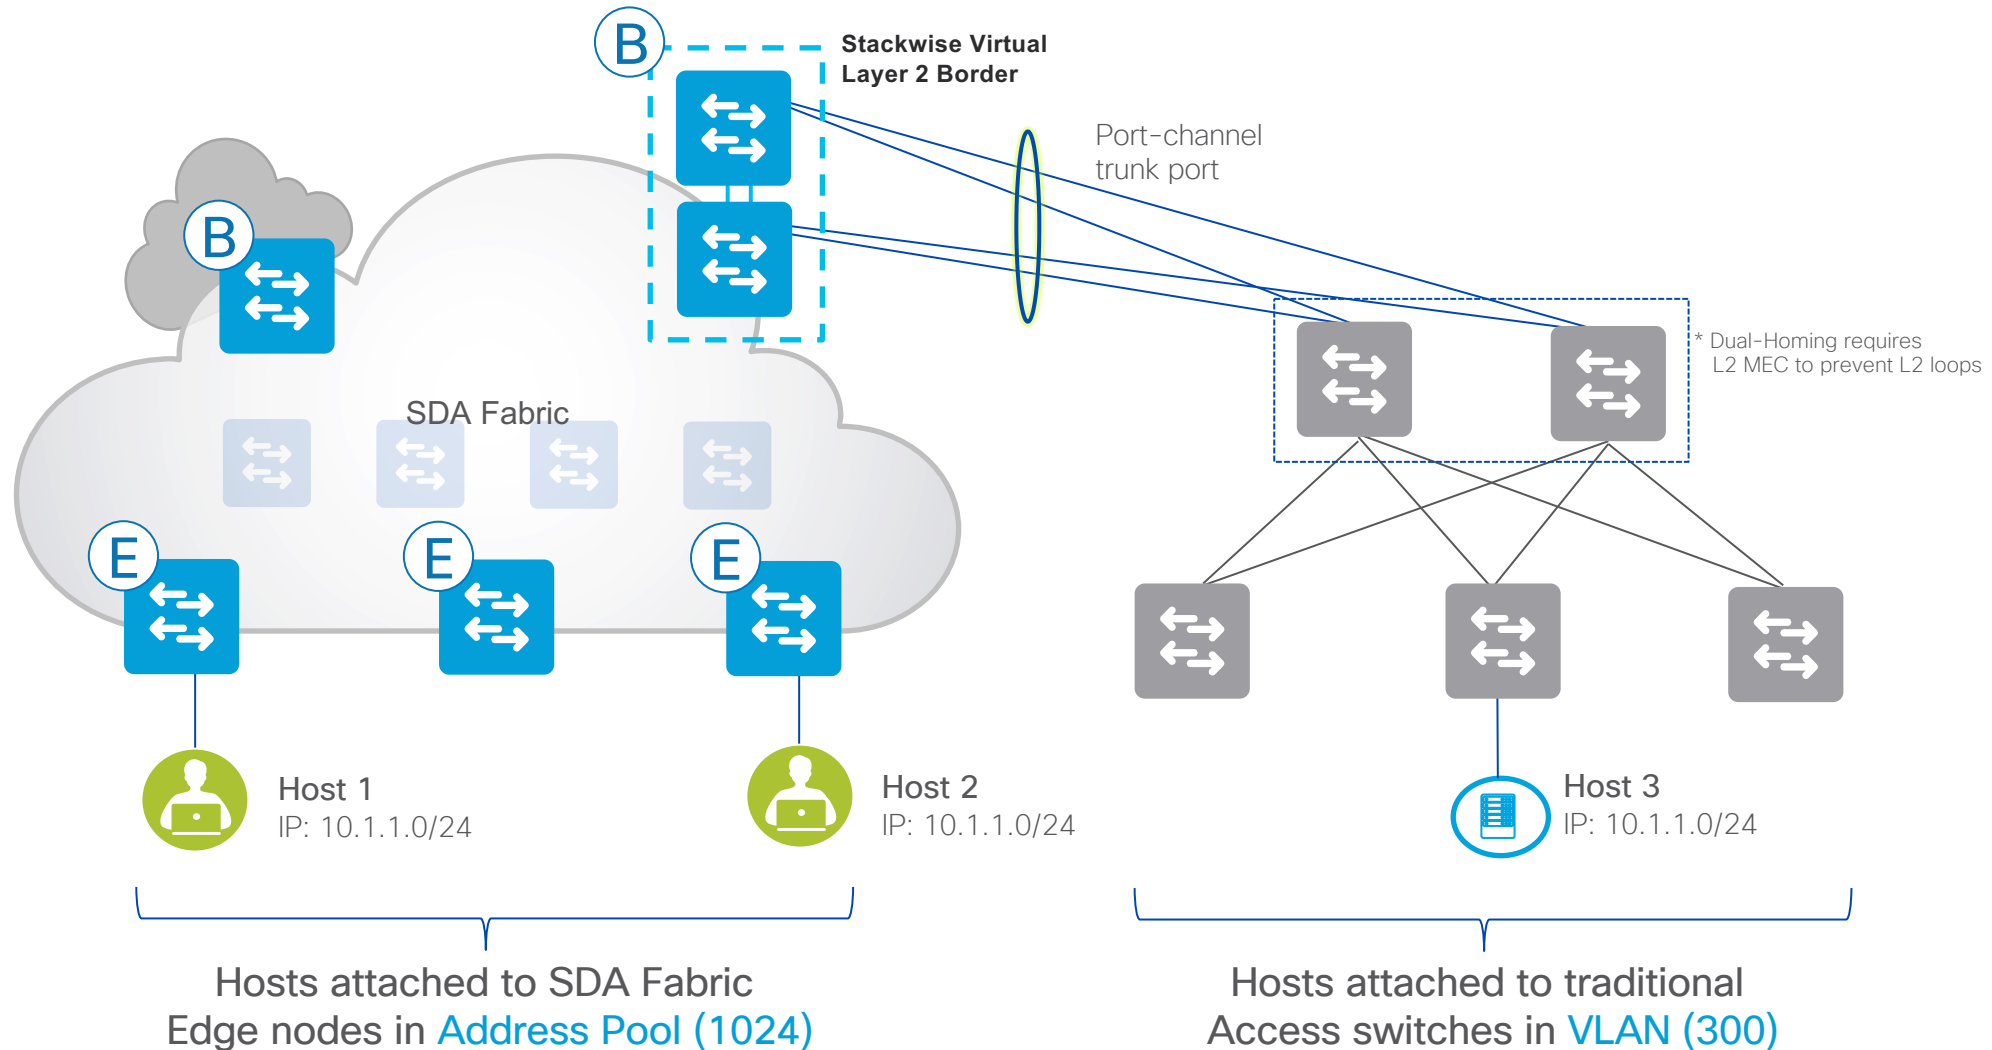 B
Stackwise Virtual
Layer 2 Border
Port-channel
trunk port
B
* Dual-Homing requires
L2 MEC to prevent L2 loops
SDA Fabric
E
E
E
Host 1
IP: 10.1.1.0/24
Host 2
IP: 10.1.1.0/24
Host 3
IP: 10.1.1.0/24
Hosts attached to SDA Fabric
Edge nodes in Address Pool (1024)
Hosts attached to traditional
Access switches in VLAN (300)